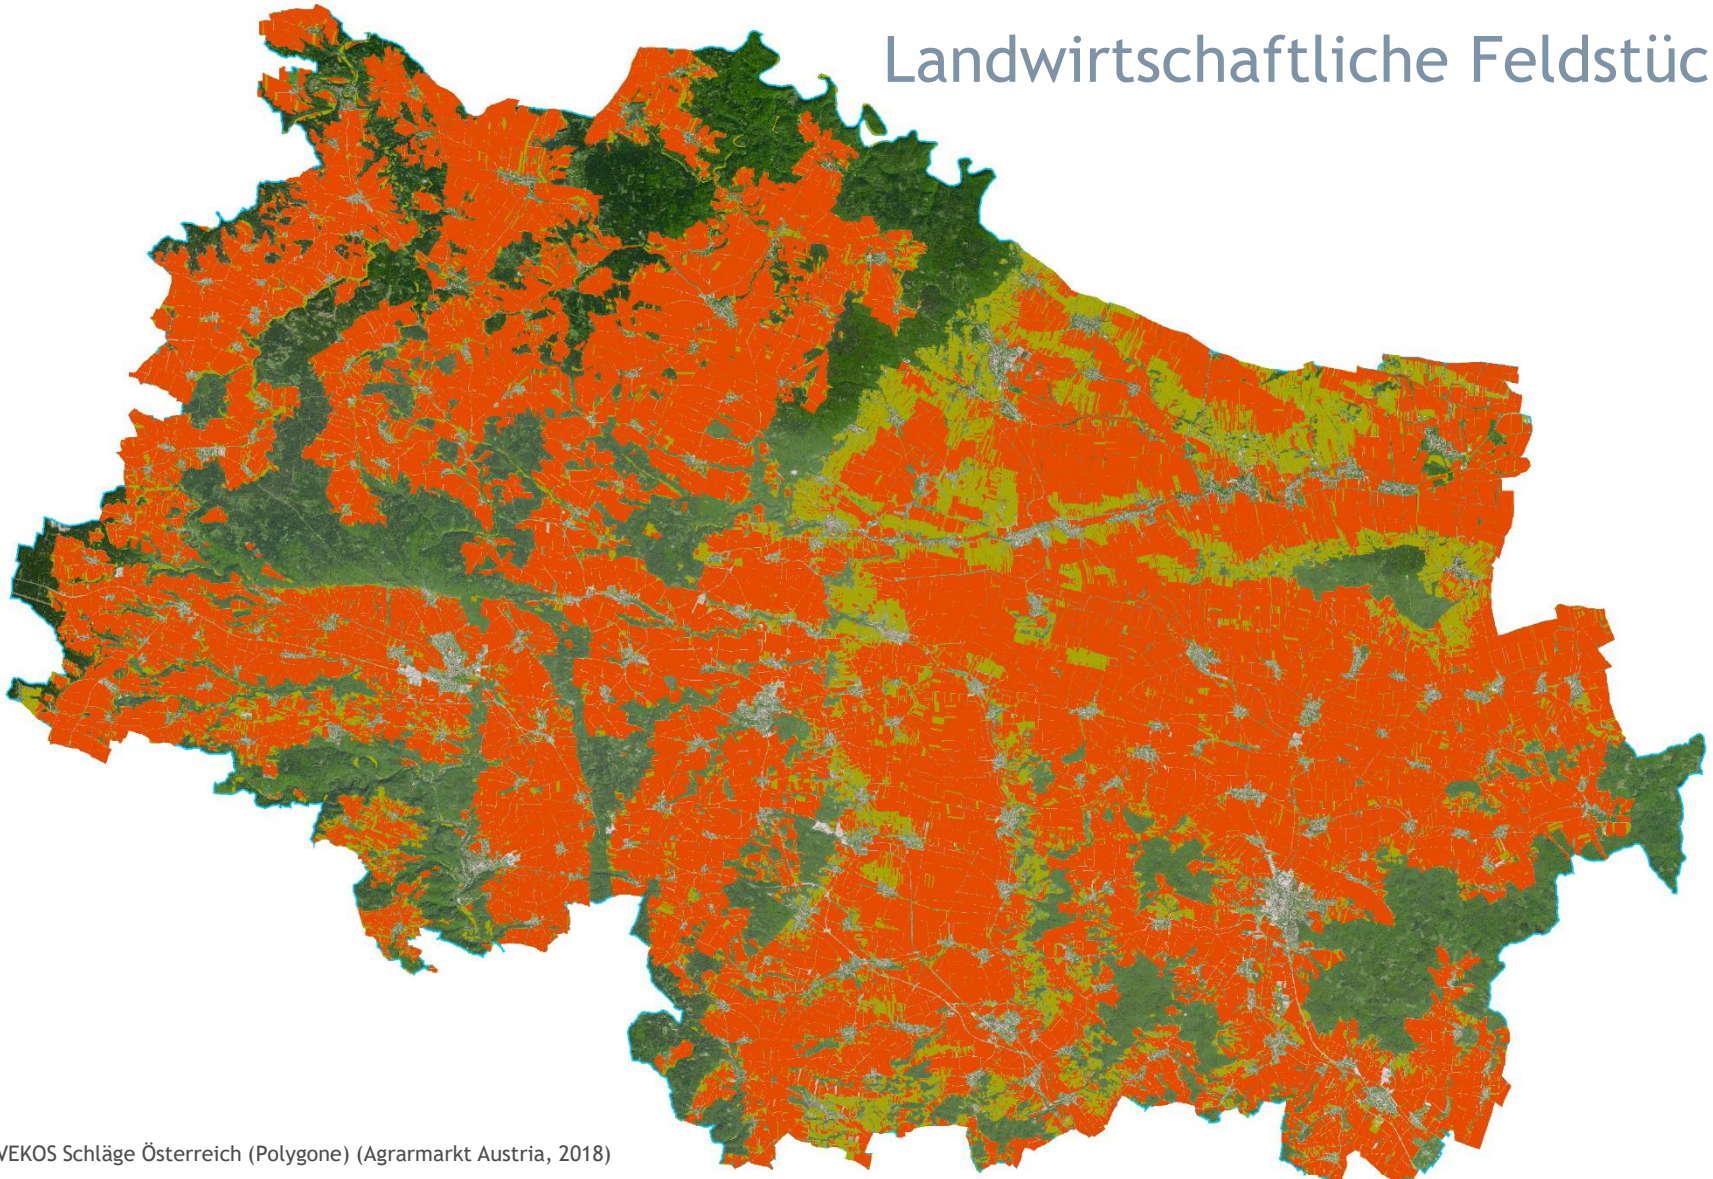 Landwirtschaftliche Feldstüc
VEKOS Schläge Österreich (Polygone) (Agrarmarkt Austria, 2018)